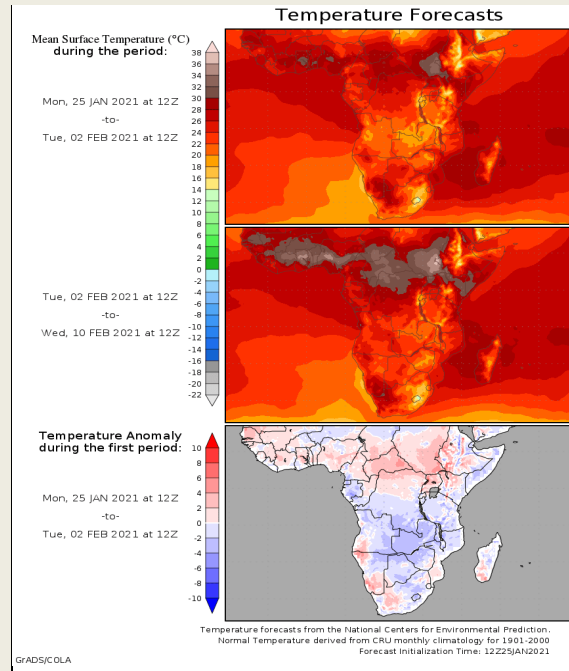 Temperature Forecasts
Mean Surface Temperature (°C)
during the period:
Mon, 25 JAN 2021 at 12Z
-to-
Tue, 02 FEB 2021 at 12Z
38
36
34
32
30
28
26
24
22
20
18
16
14
12
10
8
6
4
2
0
-2
-4
-6
-8
-10
-12
-14
-16
-18
-20
-22
Tue, 02 FEB 2021 at 12Z
-to-
Wed, 10 FEB 2021 at 12Z
Temperature Anomaly
during the first period:
Mon, 25 JAN 2021 at 12Z
-to-
Tue, 02 FEB 2021 at 12Z
10
8
6
4
2
0
-2
-4
-6
-8
-10
Temperature forecasts from the National Centers for Environmental Prediction.
Normal Temperature derived from CRU monthly climatology for 1901-2000
Forecast Initialization Time: 12Z25JAN2021
GrADS/COLA